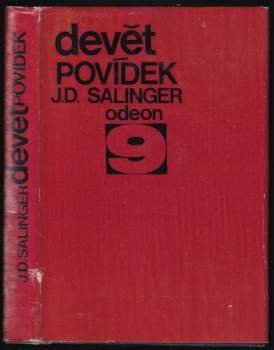 devět
POVÍDEK
J.D. SALINGER
odeon
9
J.D. SALINGER devět POVÍDEK